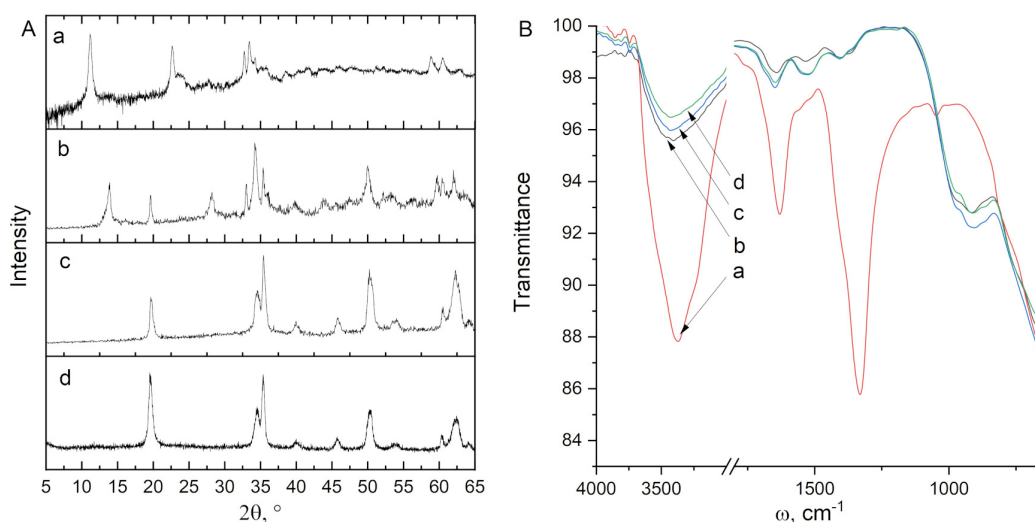 A
a
b
c
d
Intensity
5 10 15 20 25 30 35 40 45 50 55 60 65
2θ, °
B
100
98
96
94
92
90
88
86
84
Transmittance
d
c
b
a
4000 3500 1500 1000
ω, cm-1